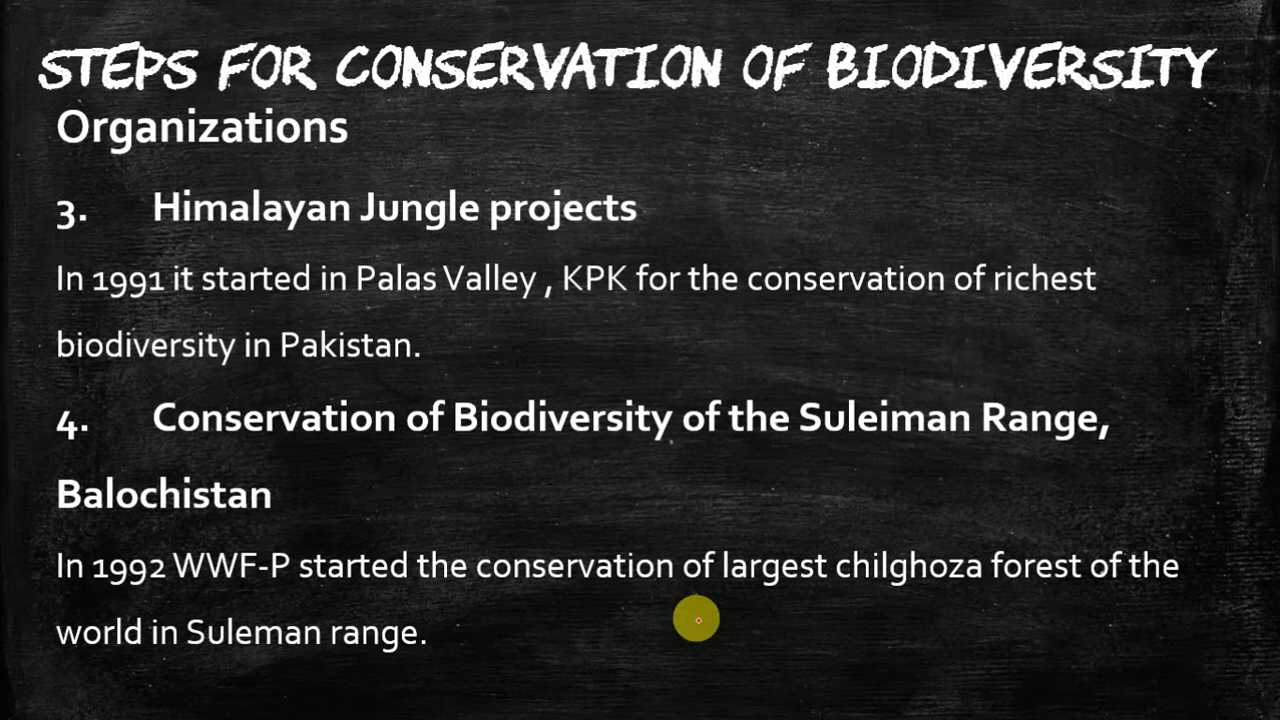 STEPS FOR CONSERVATION OF BIODIVERSITY
Organizations
3. Himalayan Jungle projects
In 1991 it started in Palas Valley , KPK for the conservation of richest
biodiversity in Pakistan.
4. Conservation of Biodiversity of the Suleiman Range,
Balochistan
In 1992 WWF-P started the conservation of largest chilghoza forest of the
world in Suleman range.